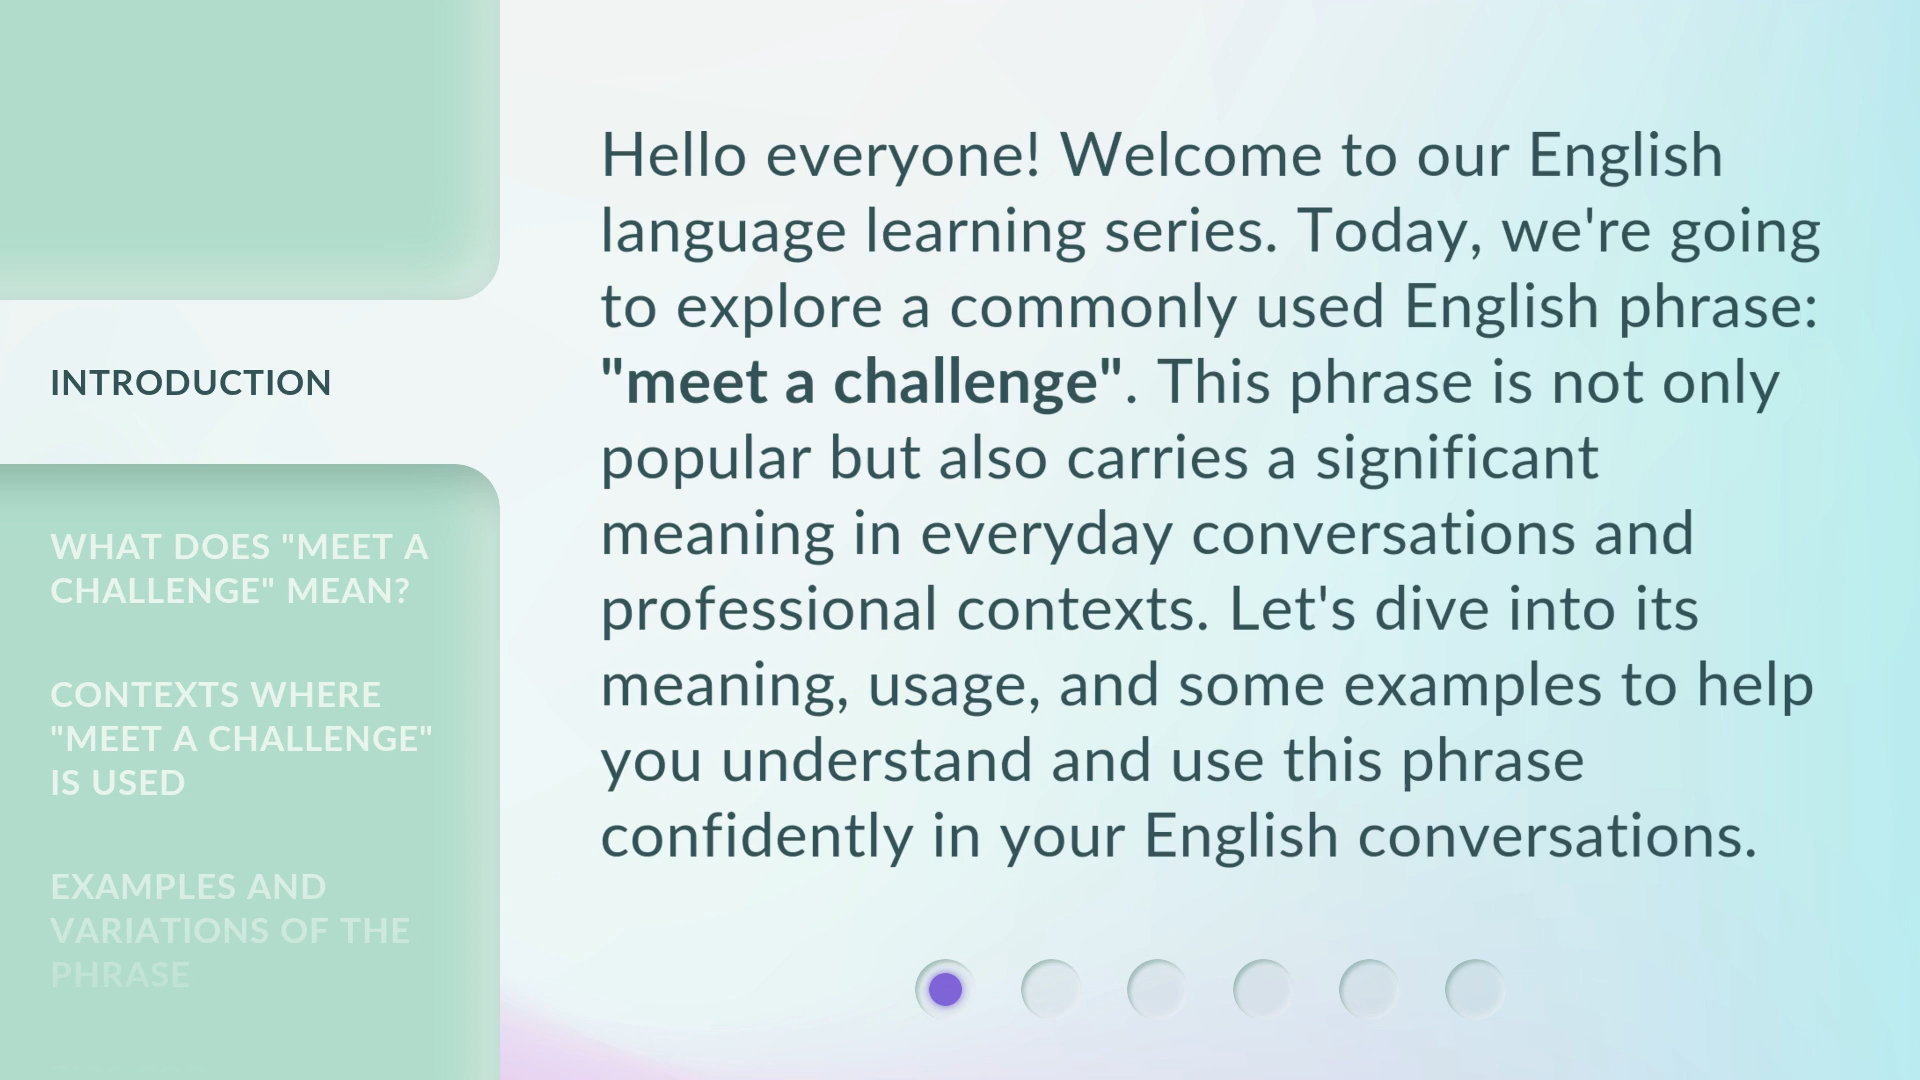 INTRODUCTION
WHAT DOES "MEET A
CHALLENGE" MEAN?
CONTEXTS WHERE
"MEET A CHALLENGE"
IS USED
EXAMPLES AND
VARIATIONS OF THE
PHRASE
Hello everyone! Welcome to our English
language learning series. Today, we're going
to explore a commonly used English phrase:
"meet a challenge". This phrase is not only
popular but also carries a significant
meaning in everyday conversations and
professional contexts. Let's dive into its
meaning, usage, and some examples to help
you understand and use this phrase
confidently in your English conversations.